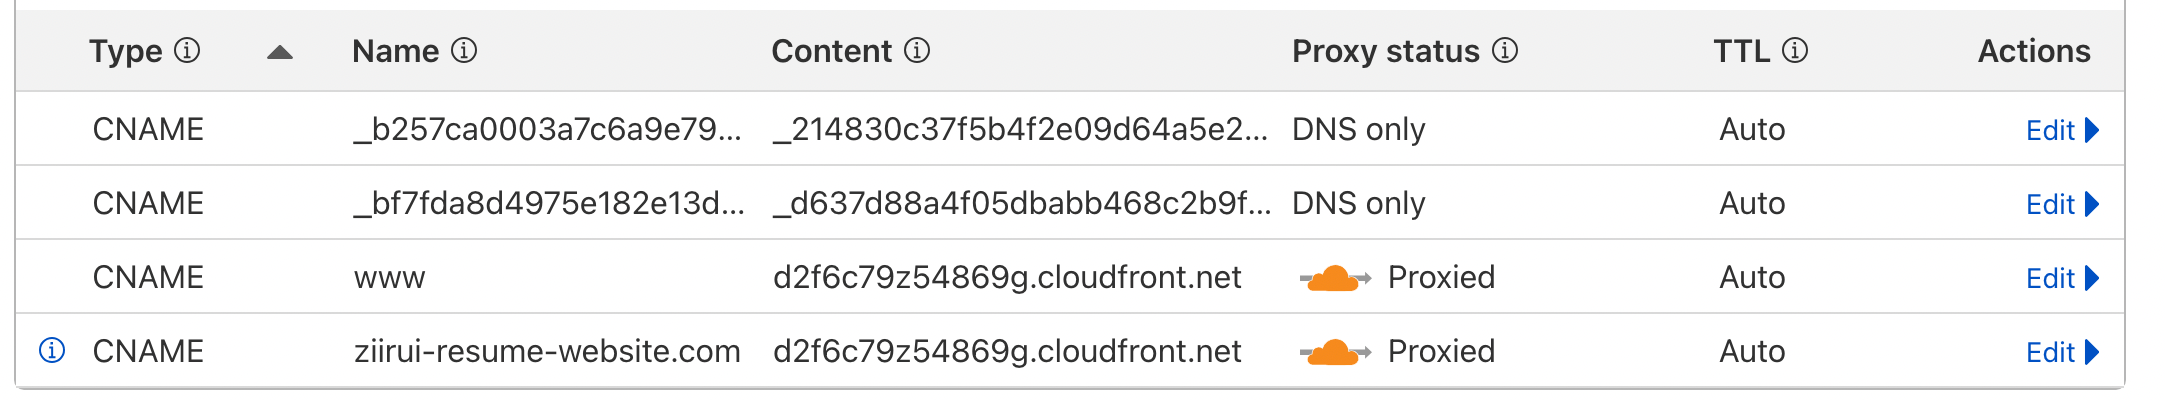 Type Name Content Proxy status TTL Actions
CNAME _b257ca0003a7c6a9e79... _214830c37f5b4f2e09d64a5e2... DNS only Auto Edit
CNAME _bf7fda8d4975e182e13d... _d637d88a4f05dbabb468c2b9f... DNS only Auto Edit
CNAME www d2f6c79z54869g.cloudfront.net Proxied Auto Edit
CNAME ziirui-resume-website.com d2f6c79z54869g.cloudfront.net Proxied Auto Edit